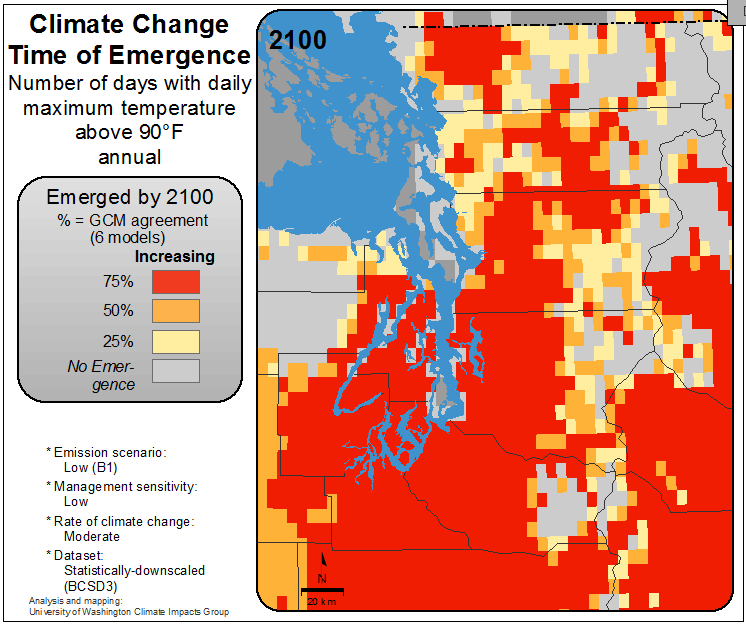 Climate Change
Time of Emergence
Number of days with daily
maximum temperature
above 90°F
annual
Emerged by 2100
% = GCM agreement
(6 models)
Increasing
75%
50%
25%
No Emer-
gence
* Emission scenario:
Low (B1)
* Management sensitivity:
Low
* Rate of climate change:
Moderate
* Dataset:
Statistically-downscaled
(BCSD3)
Analysis and mapping:
University of Washington Climate Impacts Group
2100
N
20 km